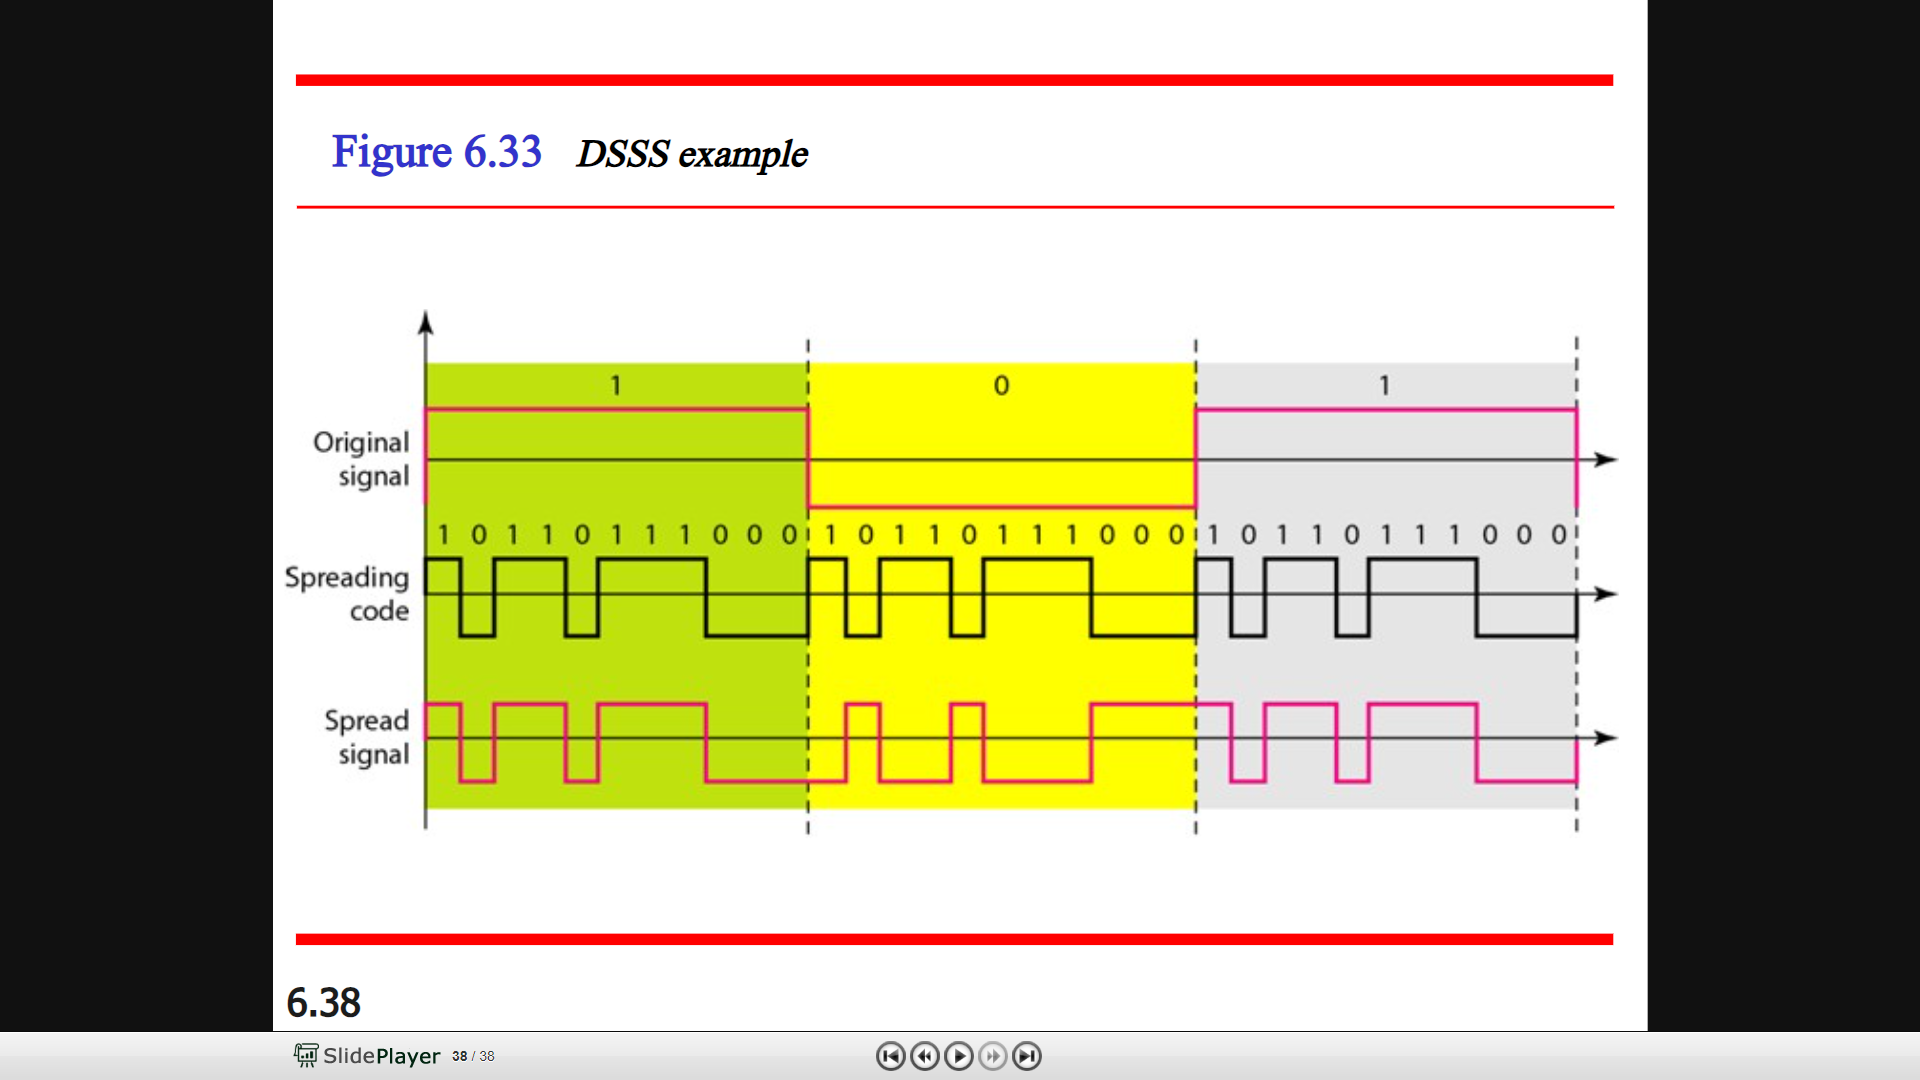 Figure 6.33 DSSS example
1 0 1
Original
signal
1 0 1 1 0 1 1 1 0 0 0 1 0 1 1 0 1 1 1 0 0 0 1 0 1 1 0 1 1 1 0 0 0
Spreading
code
Spread
signal
6.38
SlidePlayer 38 / 38